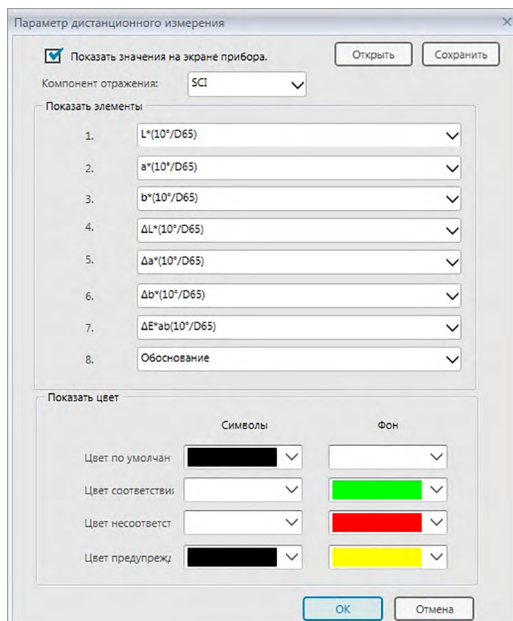 Параметр дистанционного измерения
Показать значения на экране прибора.
Открыть
Сохранить
Компонент отражения:
SCI
Показать элементы
1. L*(10°/D65)
2. a*(10°/D65)
3. b*(10°/D65)
4. ΔL*(10°/D65)
5. Δa*(10°/D65)
6. Δb*(10°/D65)
7. ΔE*ab(10°/D65)
8. Обоснование
Показать цвет
Символы
Фон
Цвет по умолчан
Цвет соответстви
Цвет несоответст
Цвет предупреж
OK
Отмена